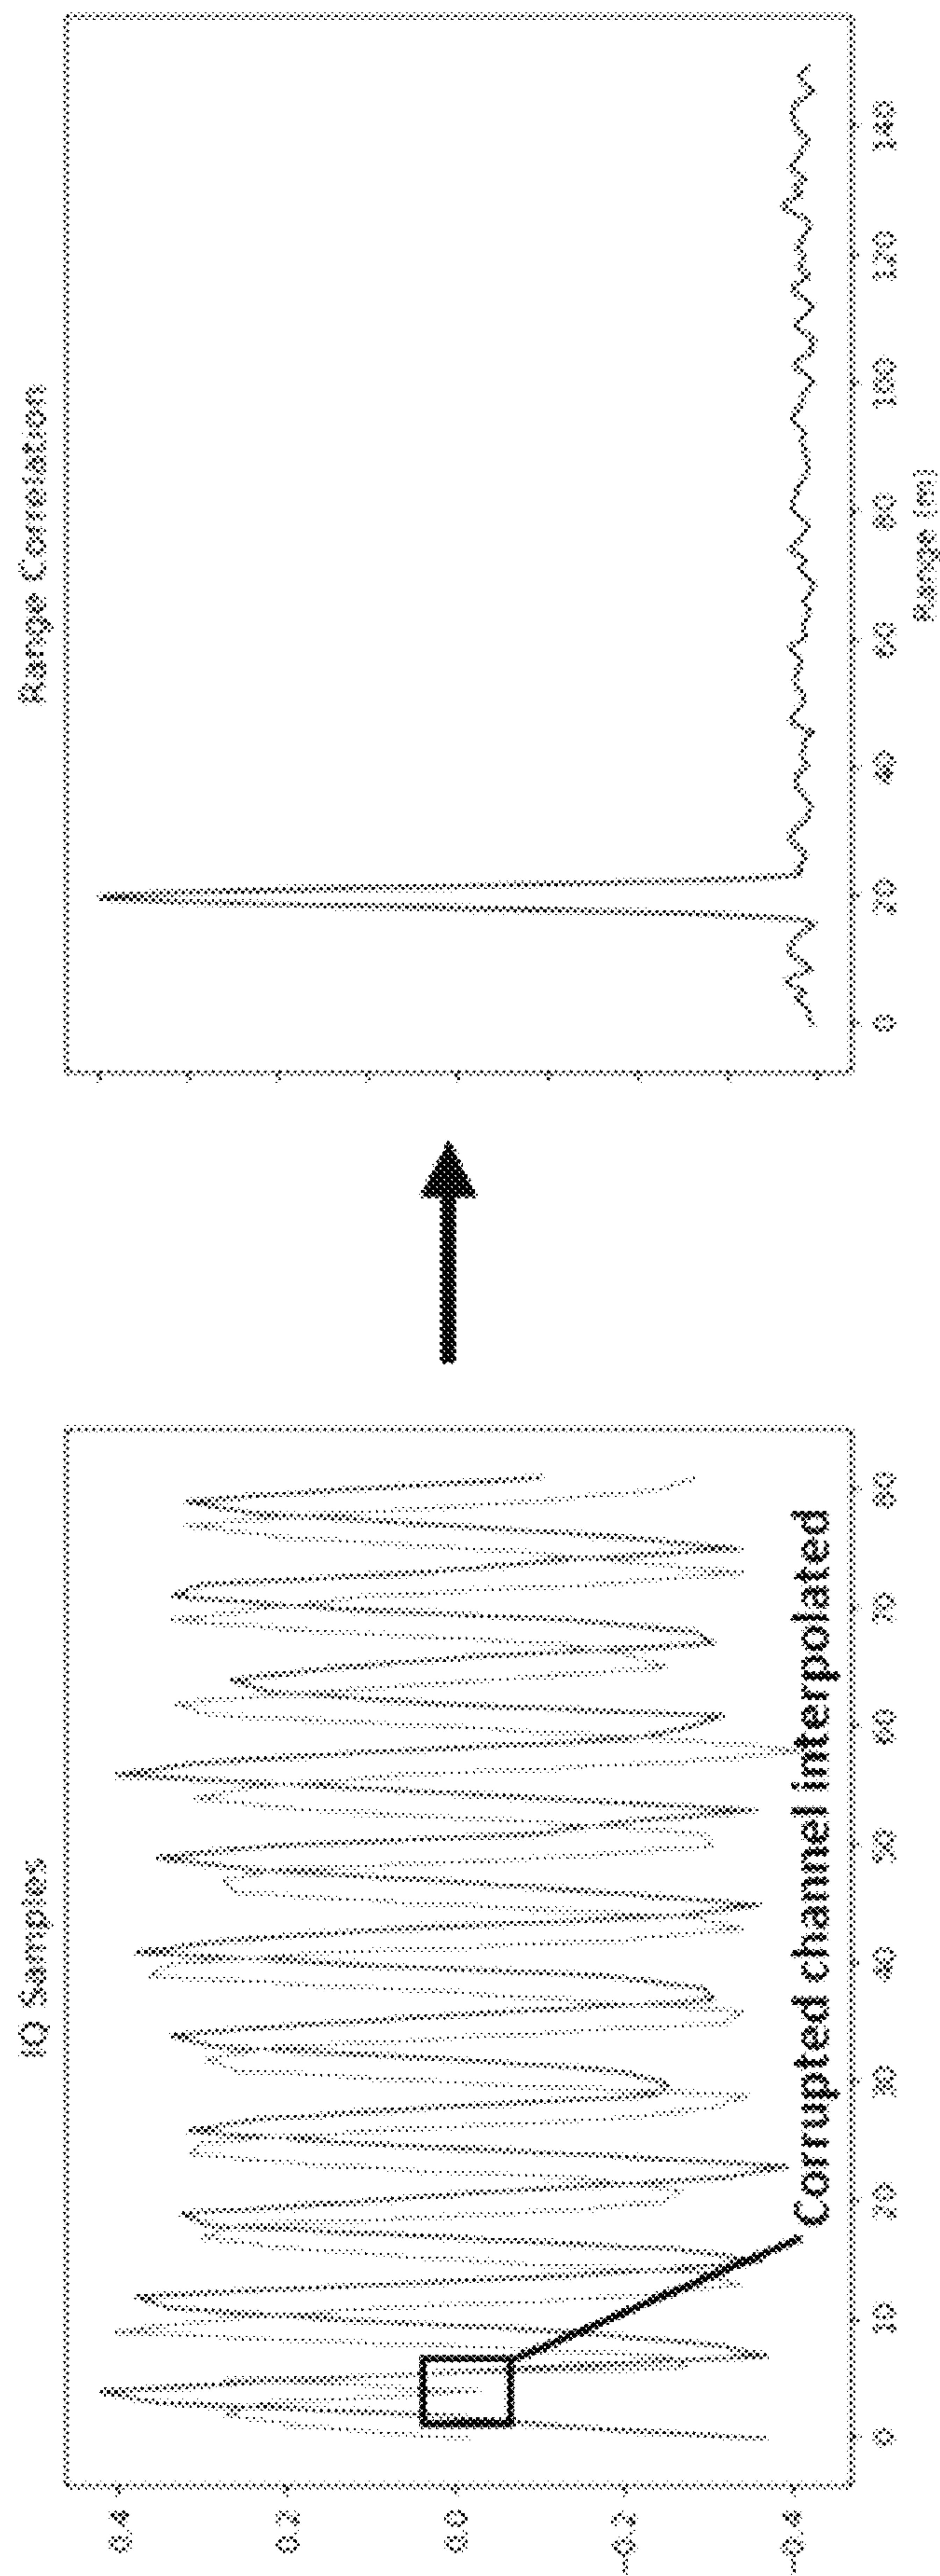 IQ Samples
0.4
0.2
0.0
-0.2
-0.4
0 10 20 30 40 50 60 70 80
Corrupted channel interpolated
Range Correlation
0 20 40 60 80 100 120 140
Range (m)